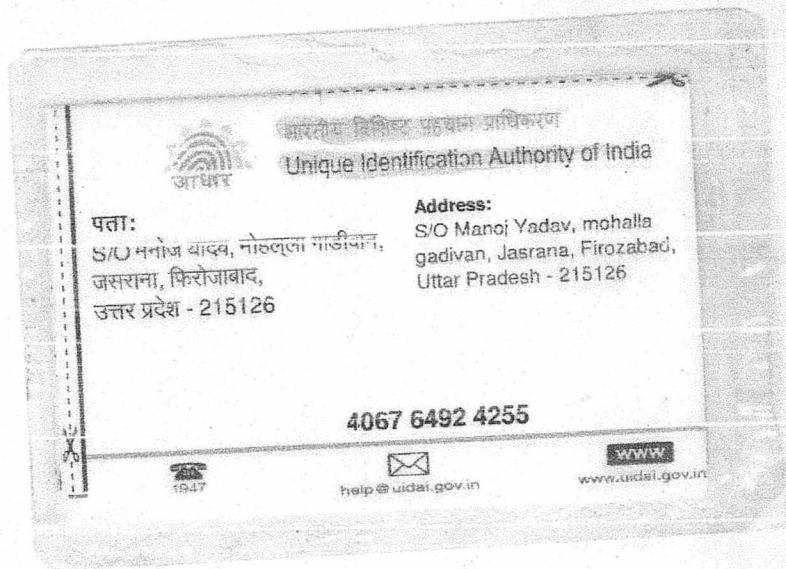 भारतीय विशिष्ट पहचान प्राधिकरण
Unique Identification Authority of India
आधार
पता:
S/O मनोज यादव, मोहल्ला गाडीवान,
जसराना, फिरोजाबाद,
उत्तर प्रदेश - 215126
Address:
S/O Manoj Yadav, mohalla
gadivan, Jasrana, Firozabad,
Uttar Pradesh - 215126
4067 6492 4255
1947
help@uidai.gov.in
www
www.uidai.gov.in